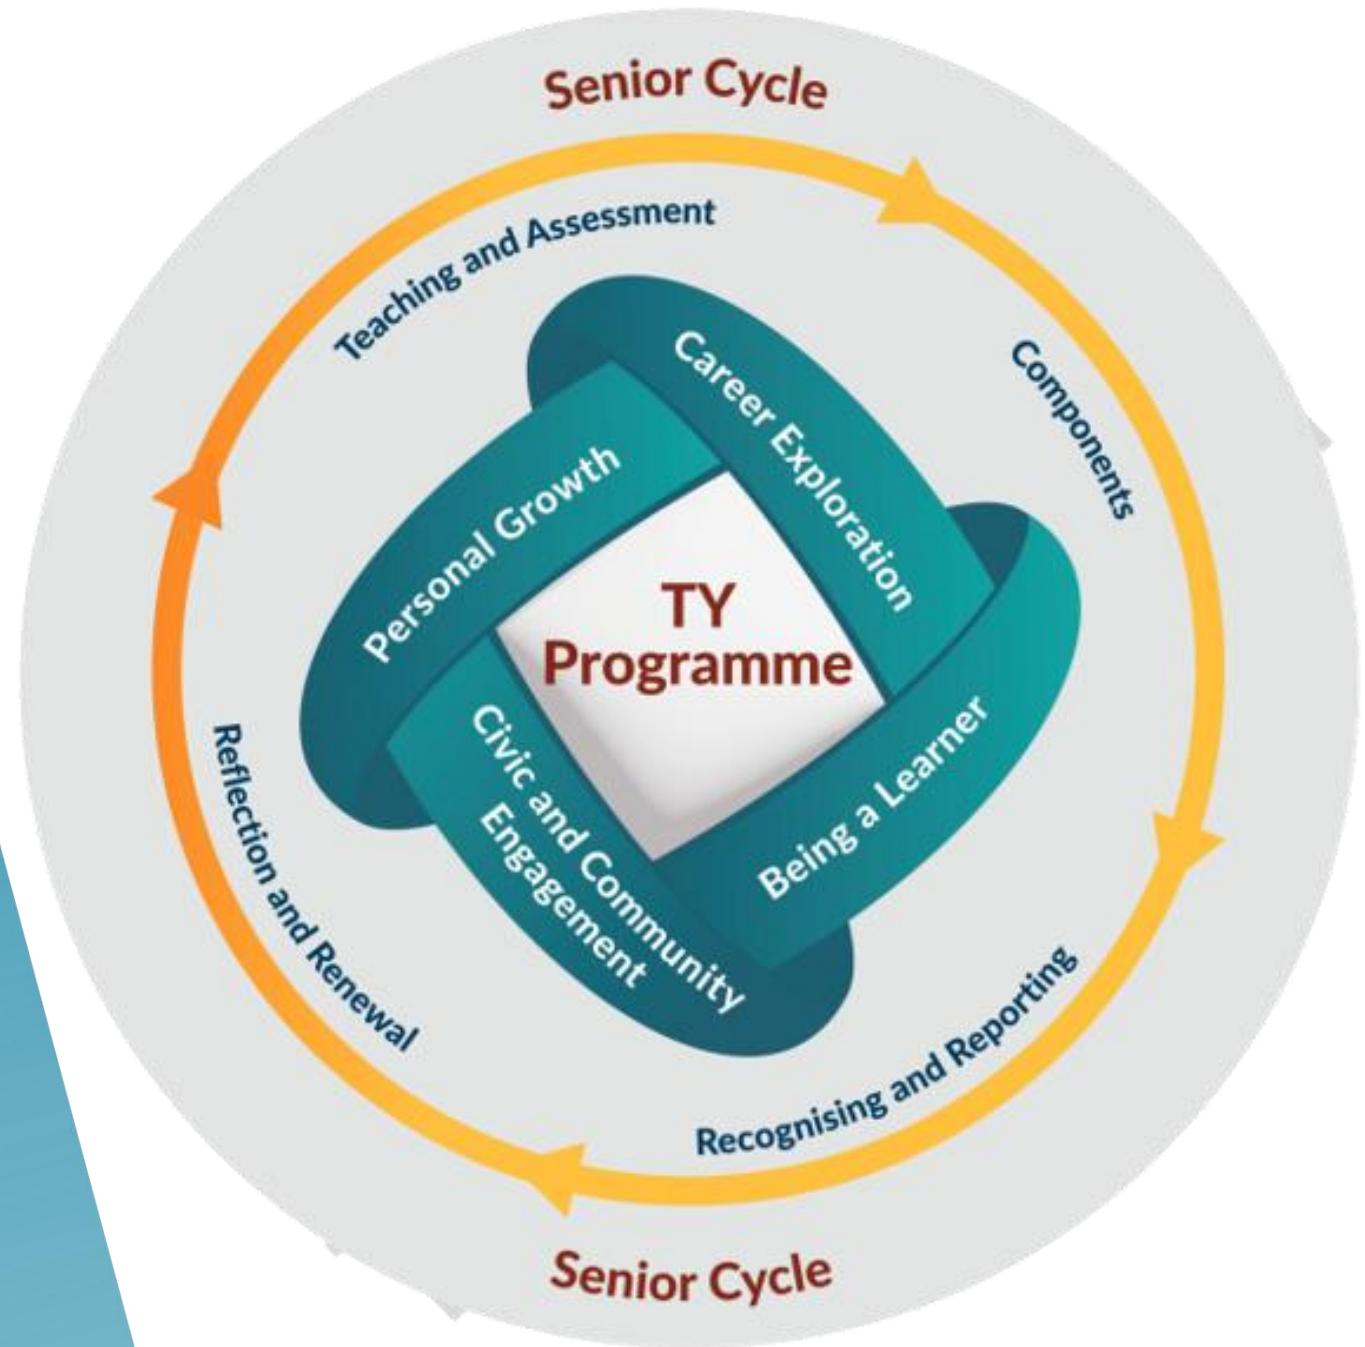 Senior Cycle
Teaching and Assessment
Components
Career Exploration
Personal Growth
TY
Programme
Being a Learner
Civic and Community
Engagement
Reflection and Renewal
Recognising and Reporting
Senior Cycle